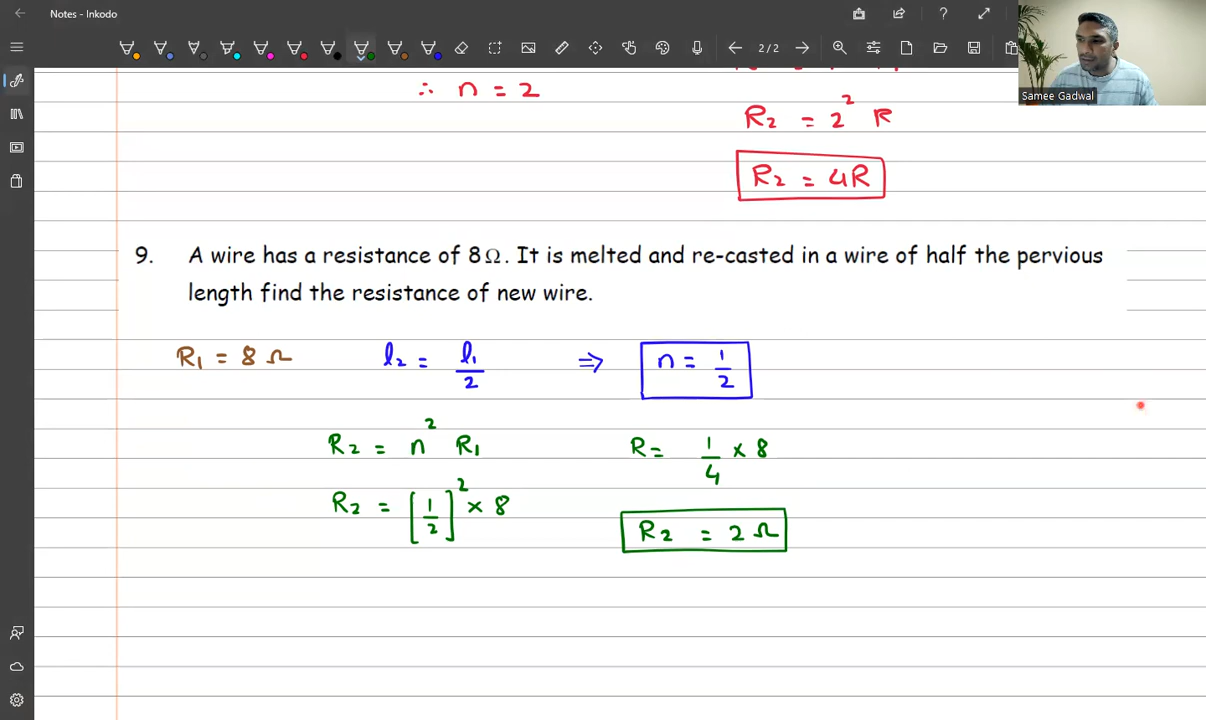 Notes - Inkodo
2/2
Samee Gadwal
∴ n = 2
R₂ = 2² R
R₂ = 4R
9. A wire has a resistance of 8Ω. It is melted and re-casted in a wire of half the pervious
length find the resistance of new wire.
R₁ = 8 Ω l₂ = l₁/2 ⇒ n = 1/2
R₂ = n² R₁ R = 1/4 × 8
R₂ = [1/2]² × 8 R₂ = 2 Ω